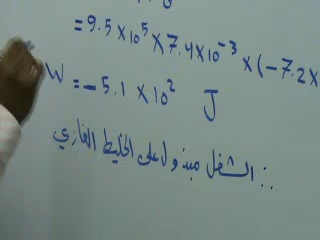 = 9.5 × 10⁵ × 7.4 × 10⁻³ × (-7.2 ×
W = - 5.1 × 10² J
∴ الشغل مبذول على الخليط الغازي